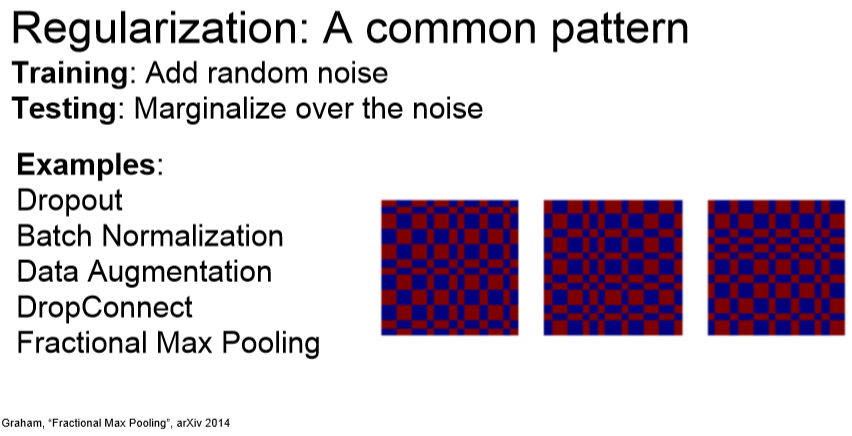 Regularization: A common pattern
Training: Add random noise
Testing: Marginalize over the noise
Examples:
Dropout
Batch Normalization
Data Augmentation
DropConnect
Fractional Max Pooling
Graham, "Fractional Max Pooling", arXiv 2014